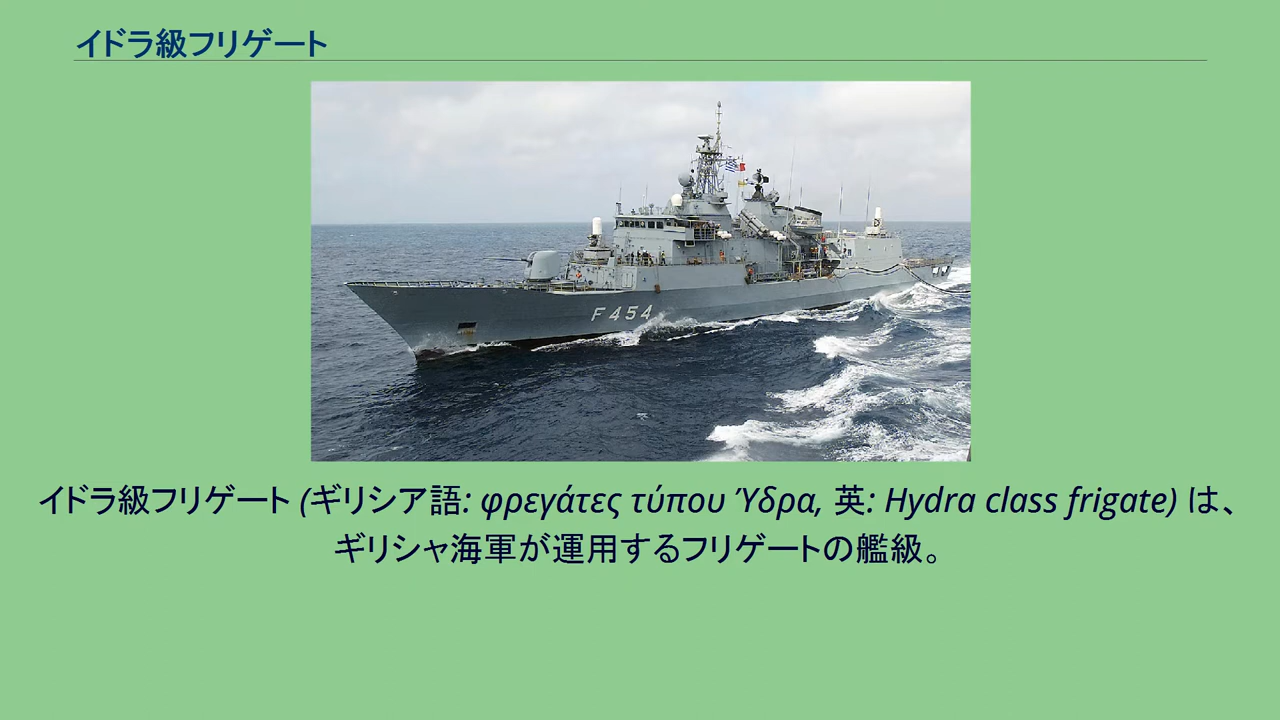 イドラ級フリゲート
F454
イドラ級フリゲート (ギリシア語: φρεγάτες τύπου Ύδρα, 英: Hydra class frigate) は、
ギリシャ海軍が運用するフリゲートの艦級。